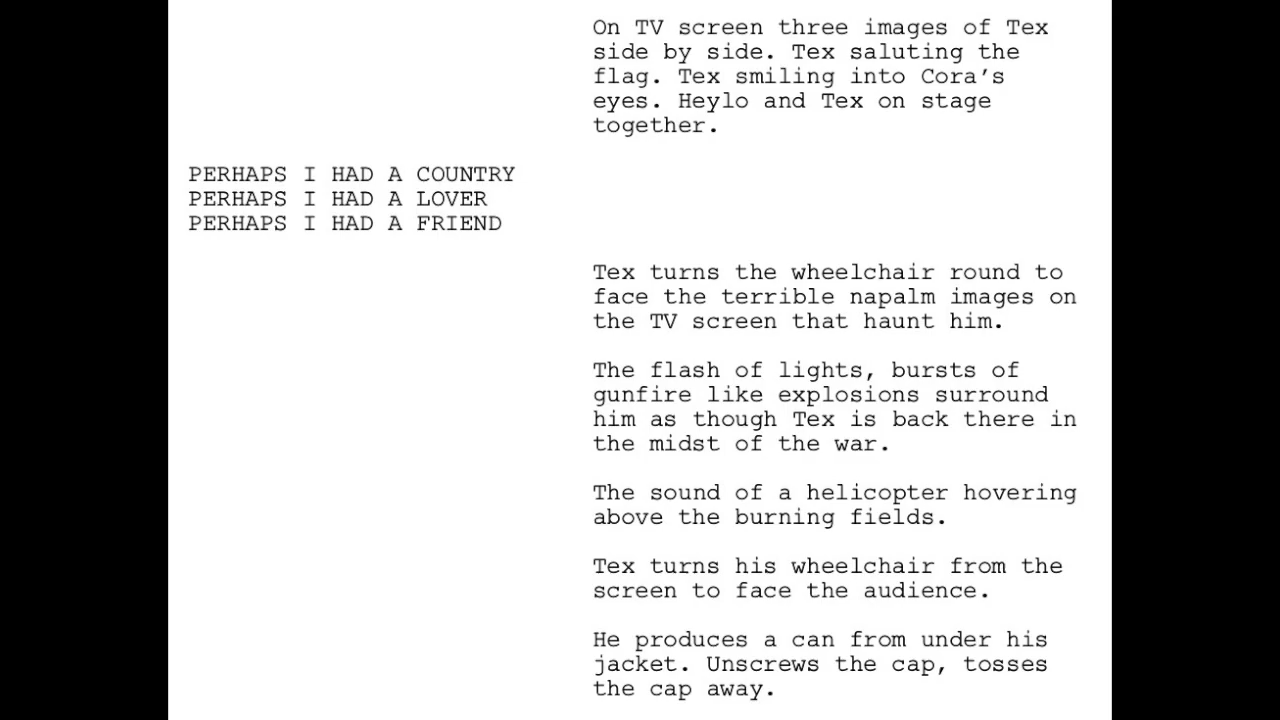 On TV screen three images of Tex
side by side. Tex saluting the
flag. Tex smiling into Cora's
eyes. Heylo and Tex on stage
together.
PERHAPS I HAD A COUNTRY
PERHAPS I HAD A LOVER
PERHAPS I HAD A FRIEND
Tex turns the wheelchair round to
face the terrible napalm images on
the TV screen that haunt him.
The flash of lights, bursts of
gunfire like explosions surround
him as though Tex is back there in
the midst of the war.
The sound of a helicopter hovering
above the burning fields.
Tex turns his wheelchair from the
screen to face the audience.
He produces a can from under his
jacket. Unscrews the cap, tosses
the cap away.